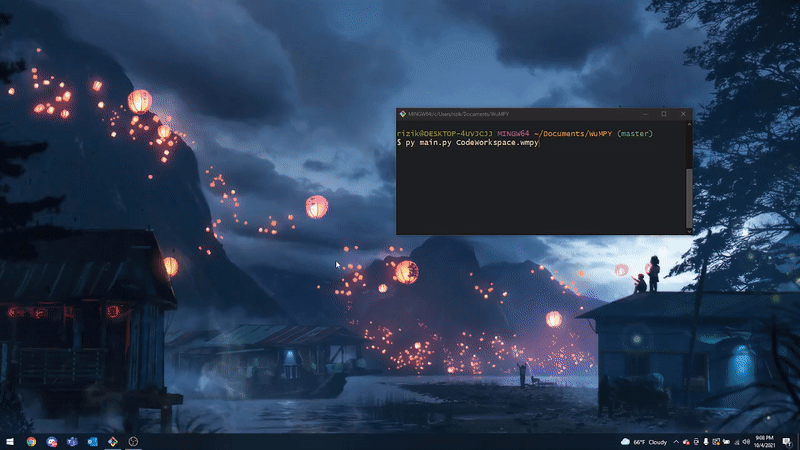 MINGW64:/c/Users/rizik/Documents/WuMPY
rizik@DESKTOP-4UVJCJJ MINGW64 ~/Documents/WuMPY (master)
$ py main.py CodeWorkspace.wmpy
66°F Cloudy
9:08 PM
10/4/2021